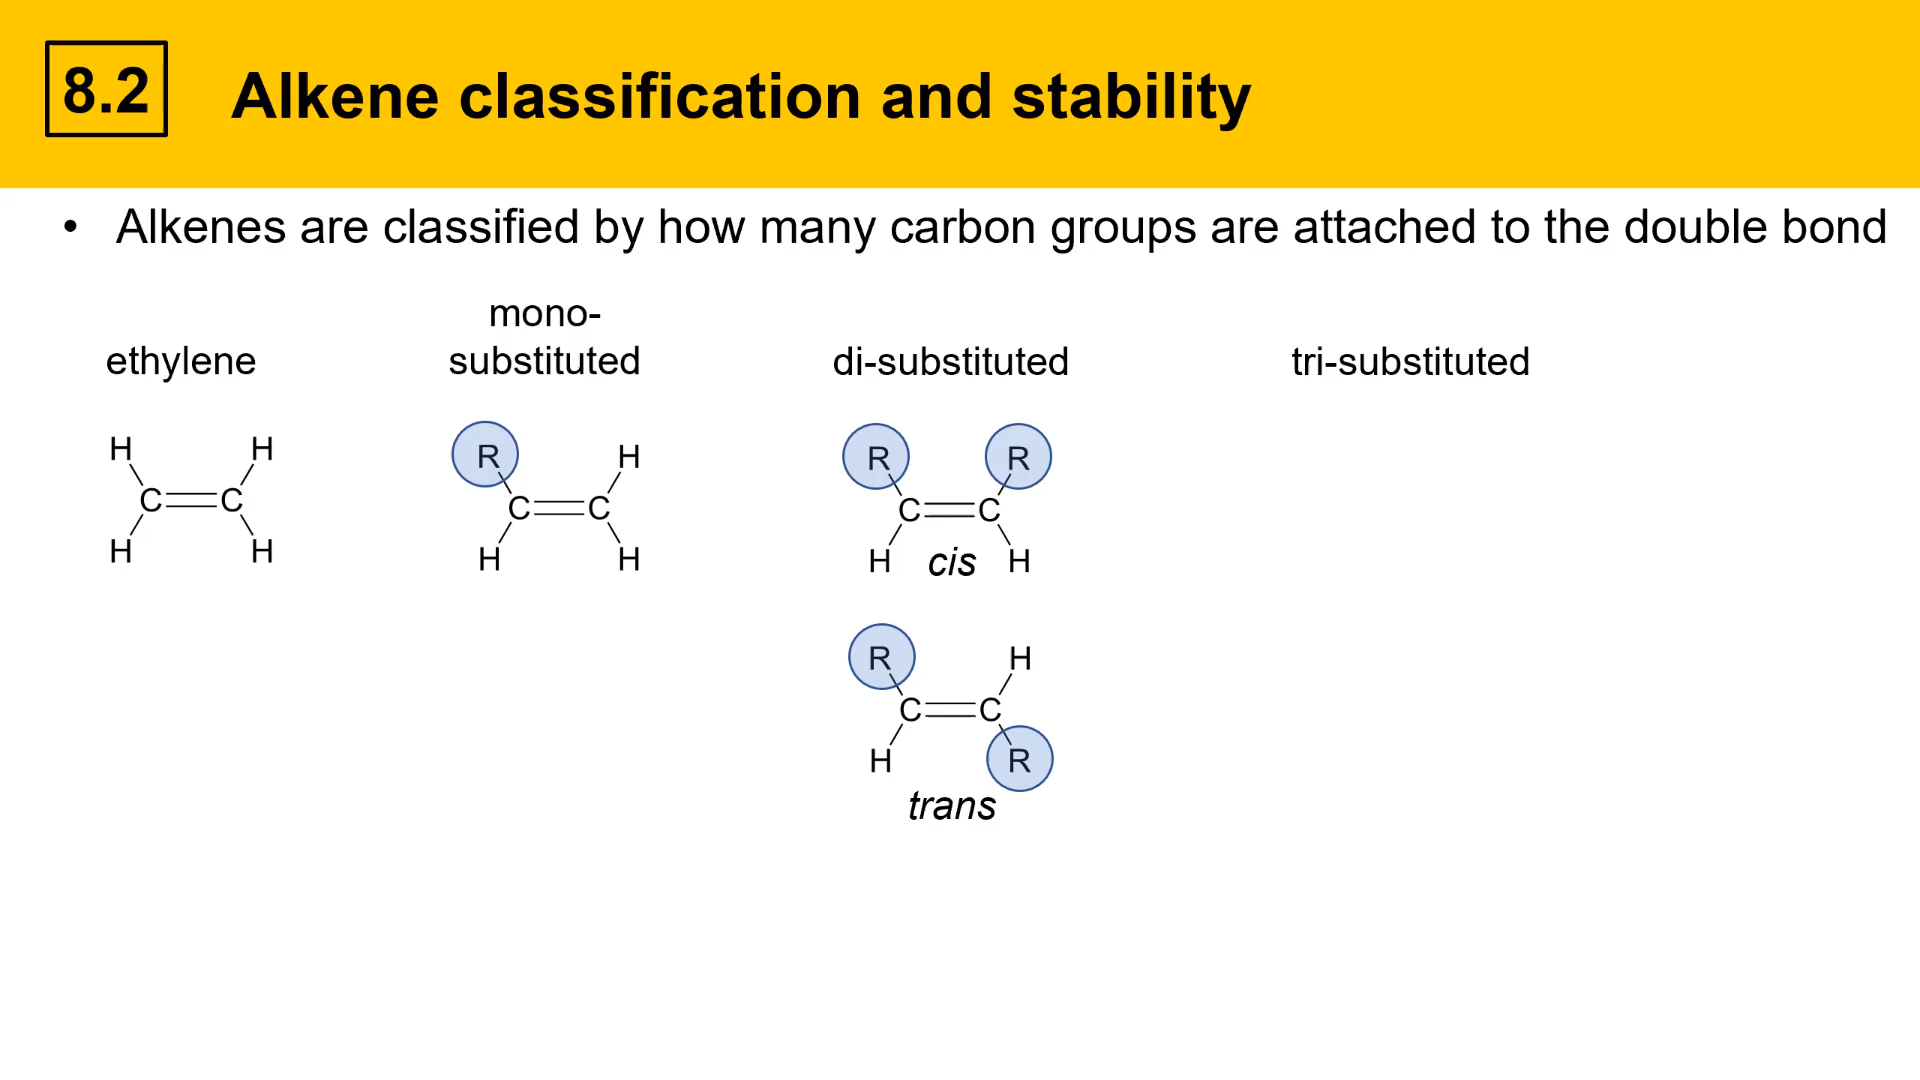 8.2 Alkene classification and stability
• Alkenes are classified by how many carbon groups are attached to the double bond
ethylene
mono-
substituted
di-substituted
tri-substituted
H H
C C
H H
R H
C C
H H
R R
C C
H cis H
R H
C C
H R
trans